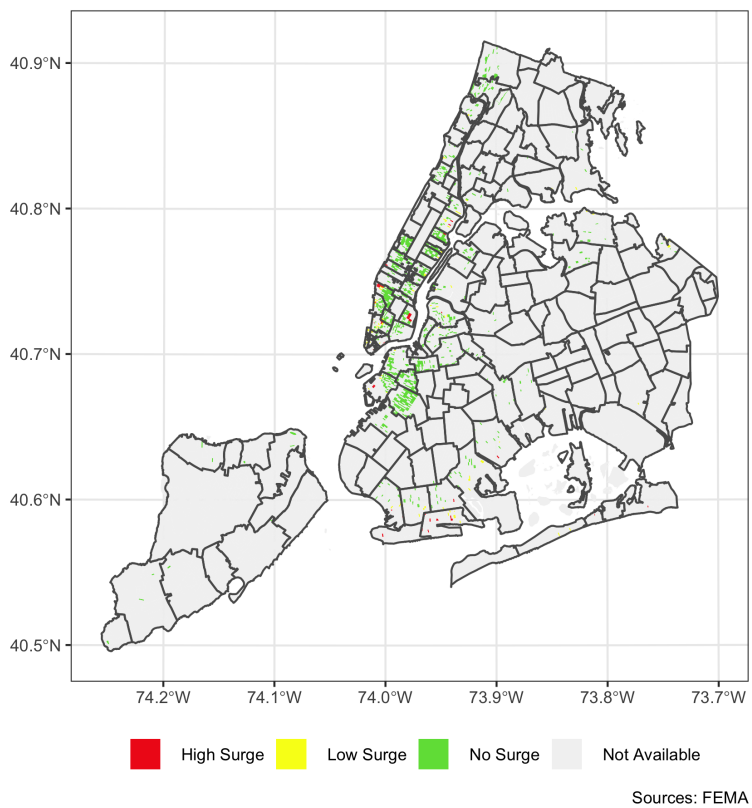 40.9°N
40.8°N
40.7°N
40.6°N
40.5°N
74.2°W 74.1°W 74.0°W 73.9°W 73.8°W 73.7°W
High Surge Low Surge No Surge Not Available
Sources: FEMA